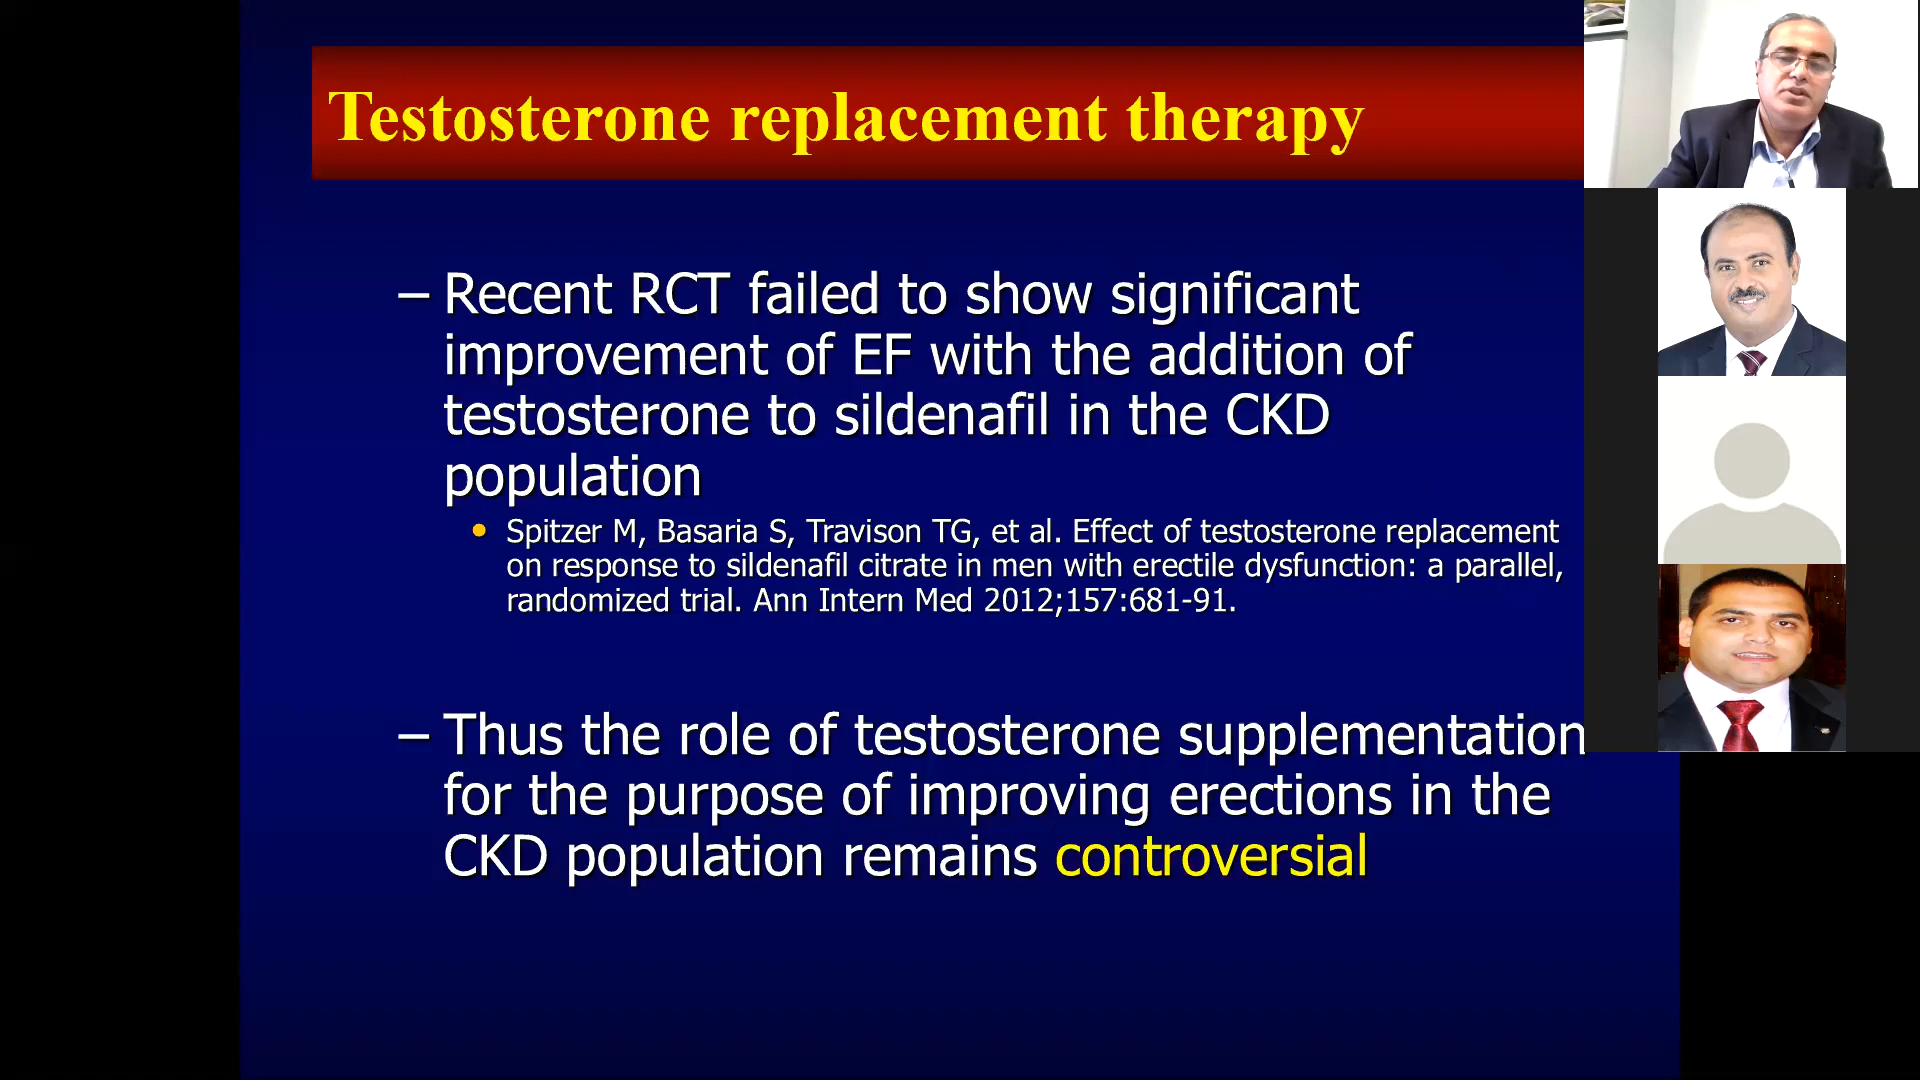 Testosterone replacement therapy
– Recent RCT failed to show significant
improvement of EF with the addition of
testosterone to sildenafil in the CKD
population
• Spitzer M, Basaria S, Travison TG, et al. Effect of testosterone replacement
on response to sildenafil citrate in men with erectile dysfunction: a parallel,
randomized trial. Ann Intern Med 2012;157:681-91.
– Thus the role of testosterone supplementation
for the purpose of improving erections in the
CKD population remains controversial